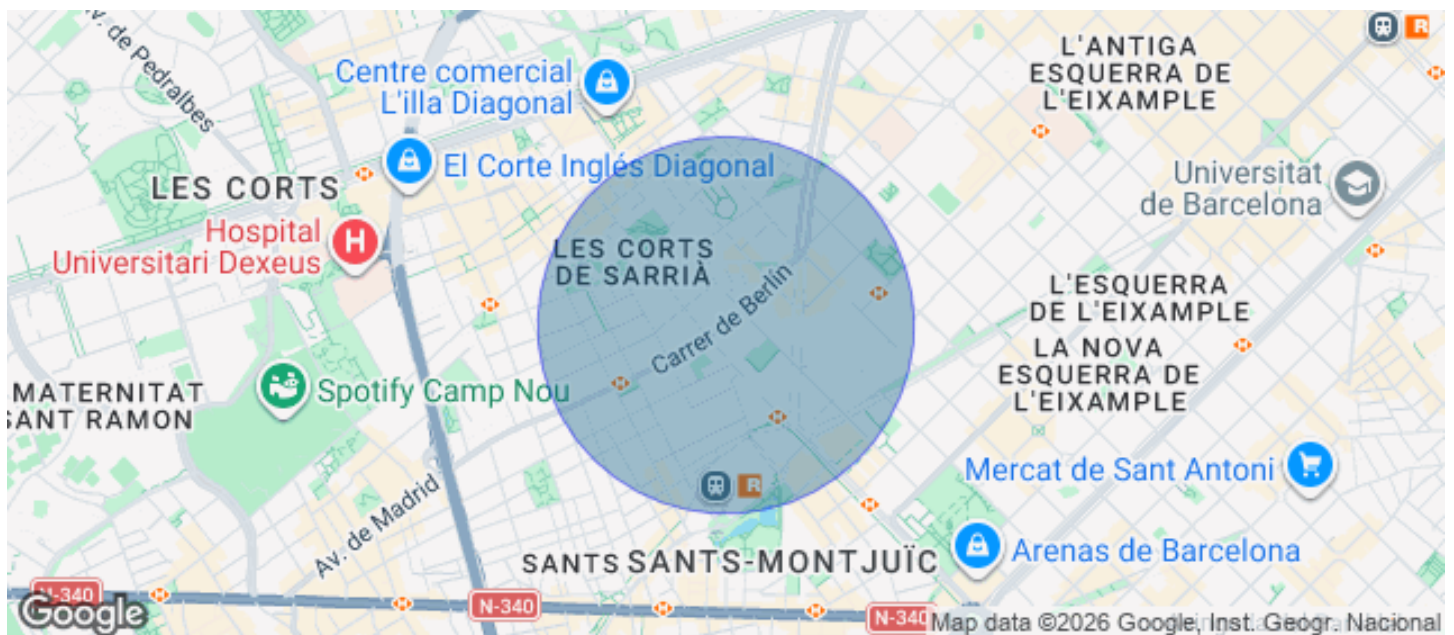 Av. de Pedralbes
Centre comercial
L'illa Diagonal
R
L'ANTIGA
ESQUERRA DE
L'EIXAMPLE
El Corte Inglés Diagonal
LES CORTS
Universitat
de Barcelona
Hospital
Universitari Dexeus
H
LES CORTS
DE SARRIÀ
Carrer de Berlín
L'ESQUERRA
DE L'EIXAMPLE
LA NOVA
ESQUERRA DE
L'EIXAMPLE
MATERNITAT
SANT RAMON
Spotify Camp Nou
Mercat de Sant Antoni
Av. de Madrid
R
SANTS
SANTS-MONTJUÏC
Arenas de Barcelona
N-340
N-340
N-340
Google
Map data ©2026 Google, Inst. Geogr. Nacional